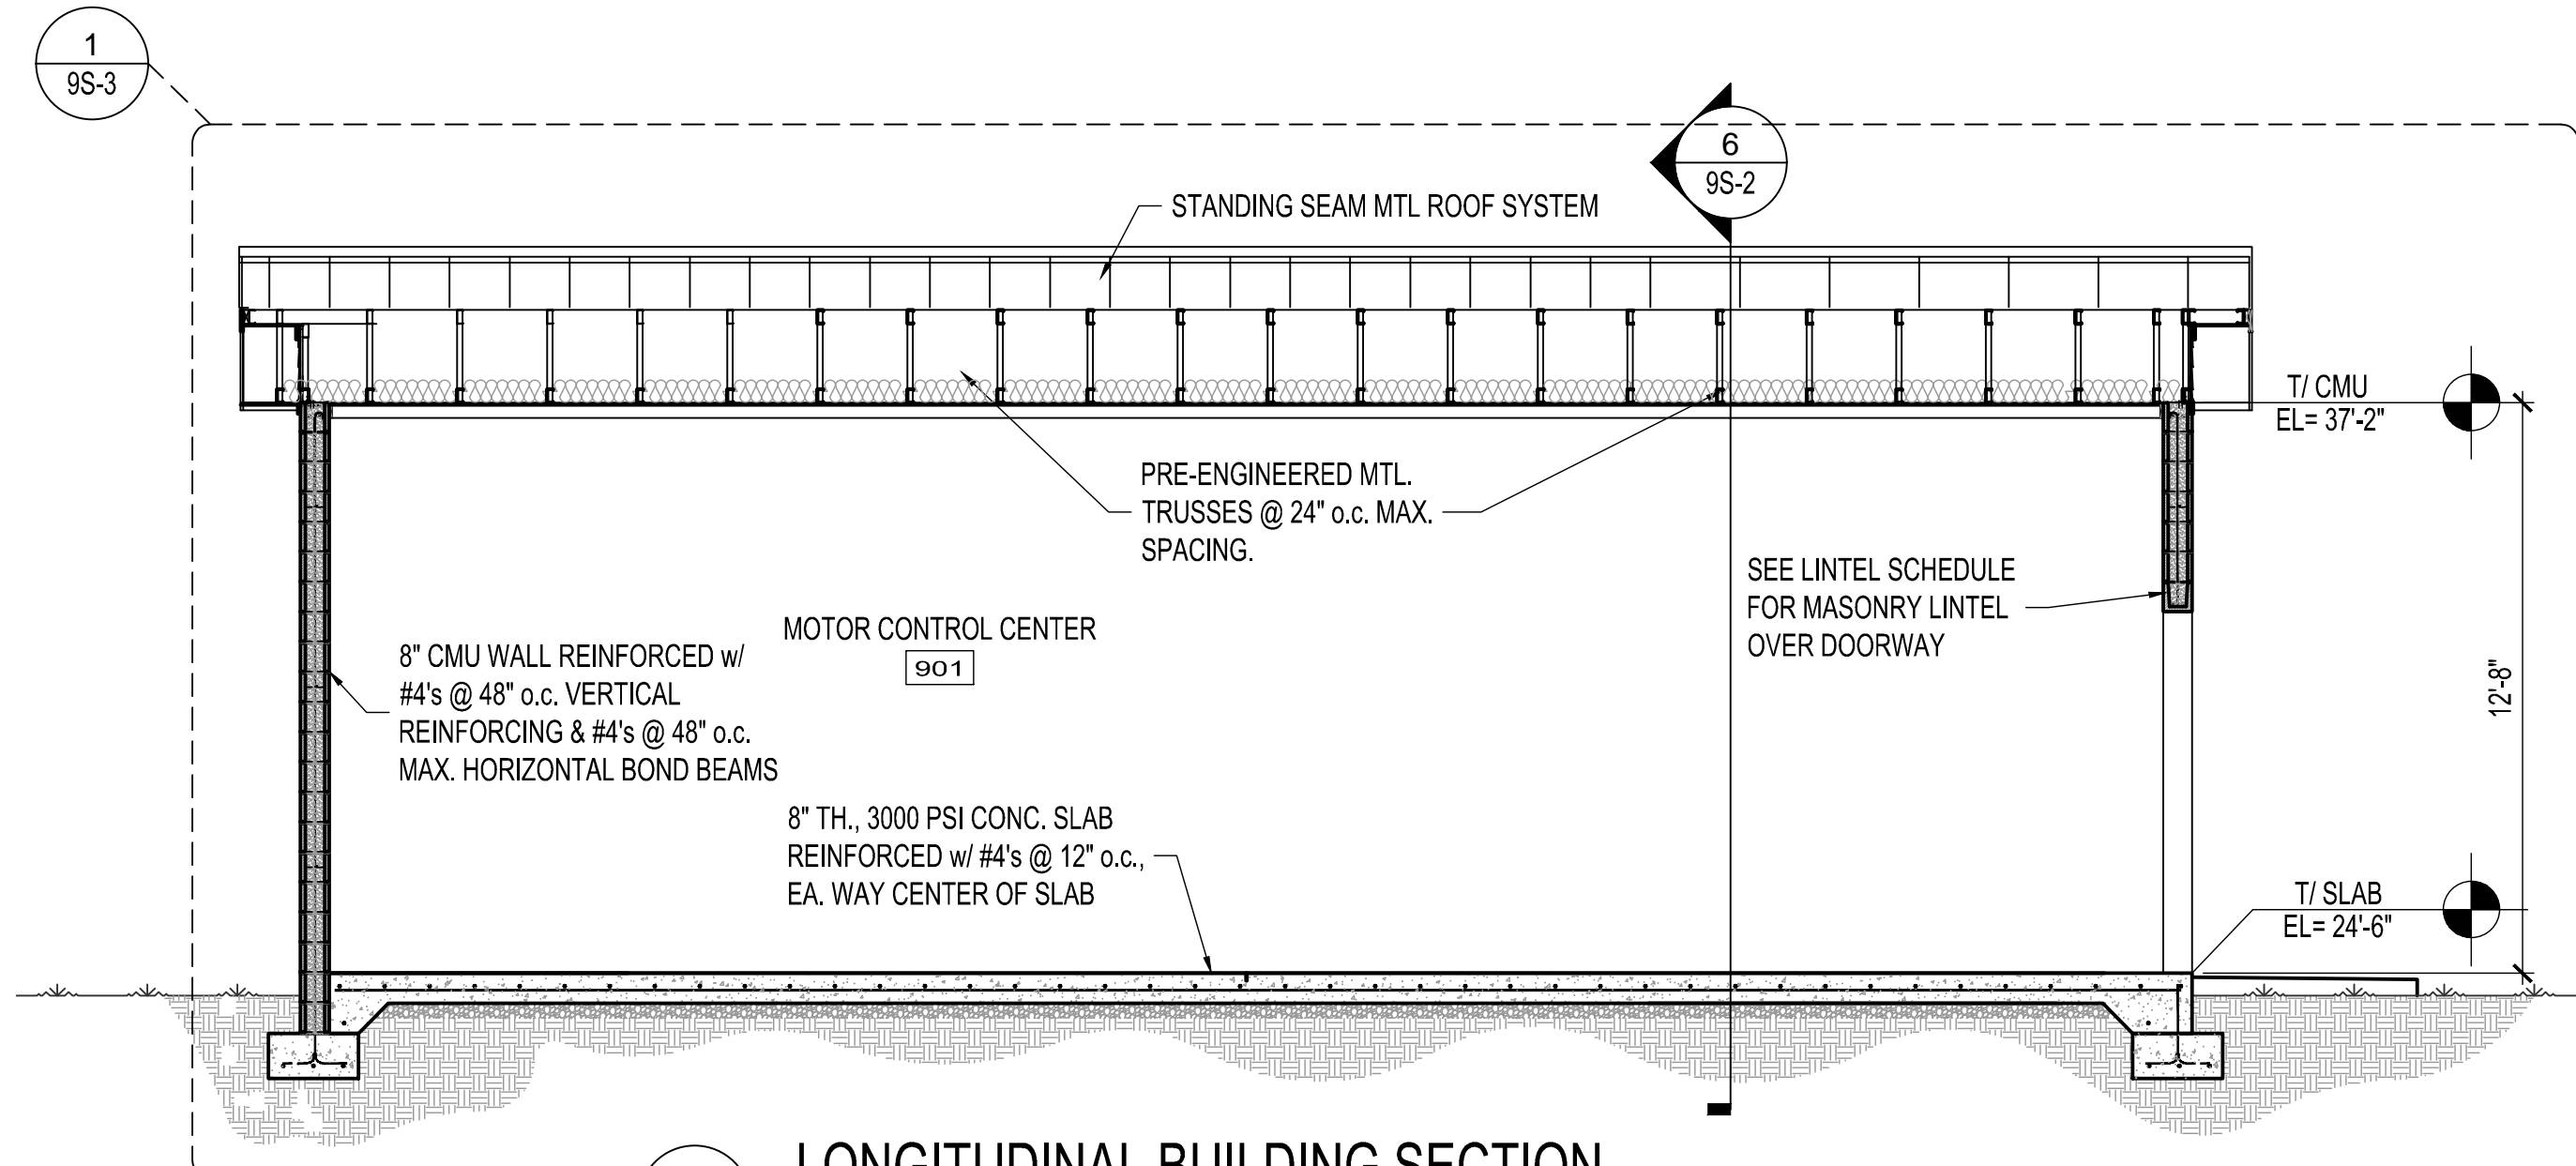 1
9S-3
6
9S-2
STANDING SEAM MTL ROOF SYSTEM
T/ CMU
EL= 37'-2"
PRE-ENGINEERED MTL.
TRUSSES @ 24" o.c. MAX.
SPACING.
SEE LINTEL SCHEDULE
FOR MASONRY LINTEL
OVER DOORWAY
MOTOR CONTROL CENTER
901
8" CMU WALL REINFORCED w/
#4's @ 48" o.c. VERTICAL
REINFORCING & #4's @ 48" o.c.
MAX. HORIZONTAL BOND BEAMS
12'-8"
8" TH., 3000 PSI CONC. SLAB
REINFORCED w/ #4's @ 12" o.c.,
EA. WAY CENTER OF SLAB
T/ SLAB
EL= 24'-6"
LONGITUDINAL BUILDING SECTION